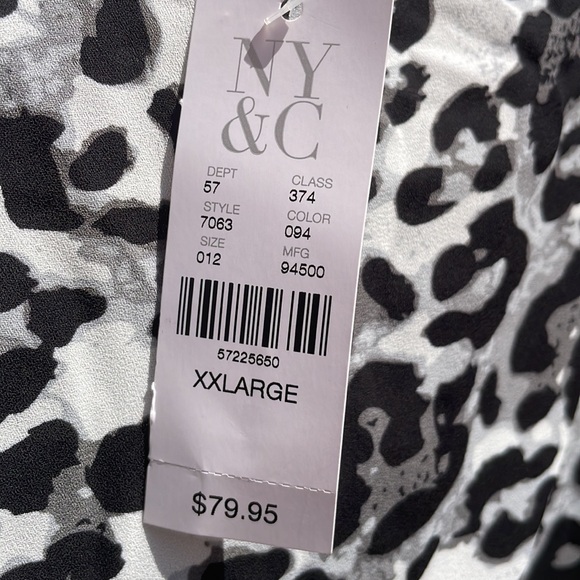 NY
&C
DEPT CLASS
57 374
STYLE COLOR
7063 094
SIZE MFG
012 94500
57225650
XXLARGE
$79.95